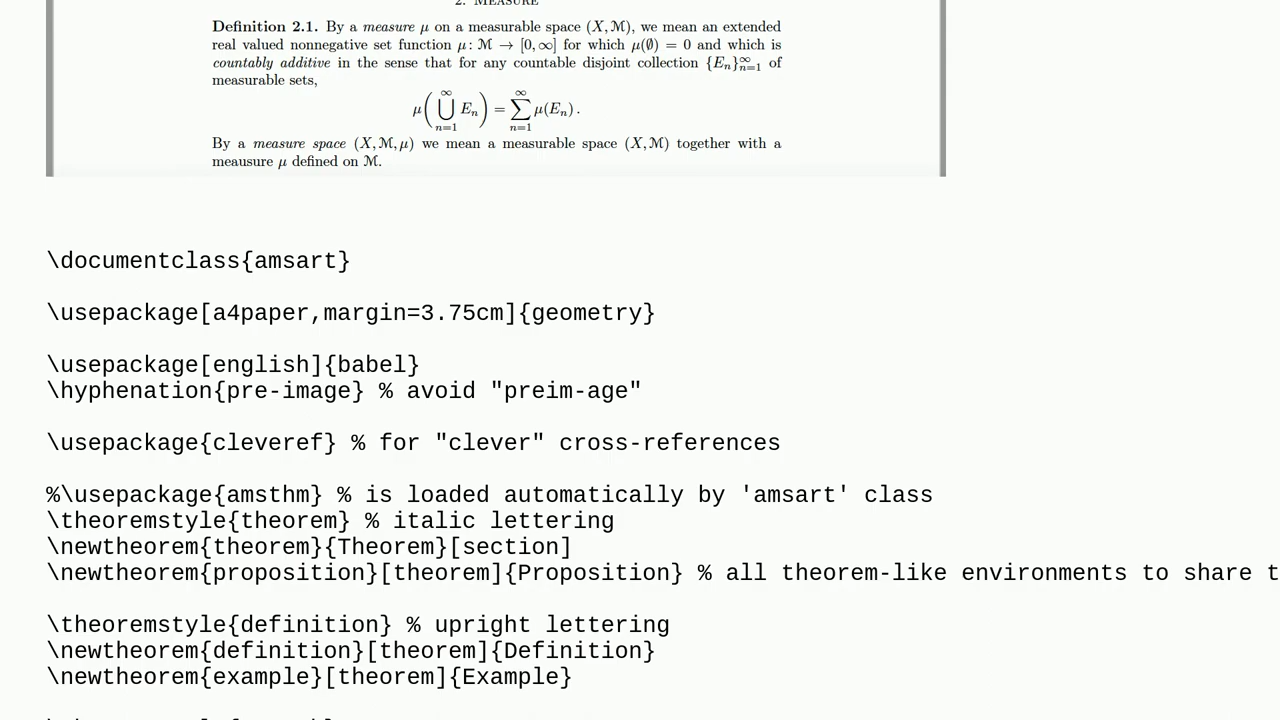 2. Measure
Definition 2.1. By a measure μ on a measurable space (X, ℳ), we mean an extended
real valued nonnegative set function μ: ℳ → [0, ∞] for which μ(∅) = 0 and which is
countably additive in the sense that for any countable disjoint collection {Eₙ}ₙ₌₁^∞ of
measurable sets,
μ(⋃ₙ₌₁^∞ Eₙ) = ∑ₙ₌₁^∞ μ(Eₙ).
By a measure space (X, ℳ, μ) we mean a measurable space (X, ℳ) together with a
meausure μ defined on ℳ.
\documentclass{amsart}
\usepackage[a4paper,margin=3.75cm]{geometry}
\usepackage[english]{babel}
\hyphenation{pre-image} % avoid "preim-age"
\usepackage{cleveref} % for "clever" cross-references
%\usepackage{amsthm} % is loaded automatically by 'amsart' class
\theoremstyle{theorem} % italic lettering
\newtheorem{theorem}{Theorem}[section]
\newtheorem{proposition}[theorem]{Proposition} % all theorem-like environments to share t
\theoremstyle{definition} % upright lettering
\newtheorem{definition}[theorem]{Definition}
\newtheorem{example}[theorem]{Example}